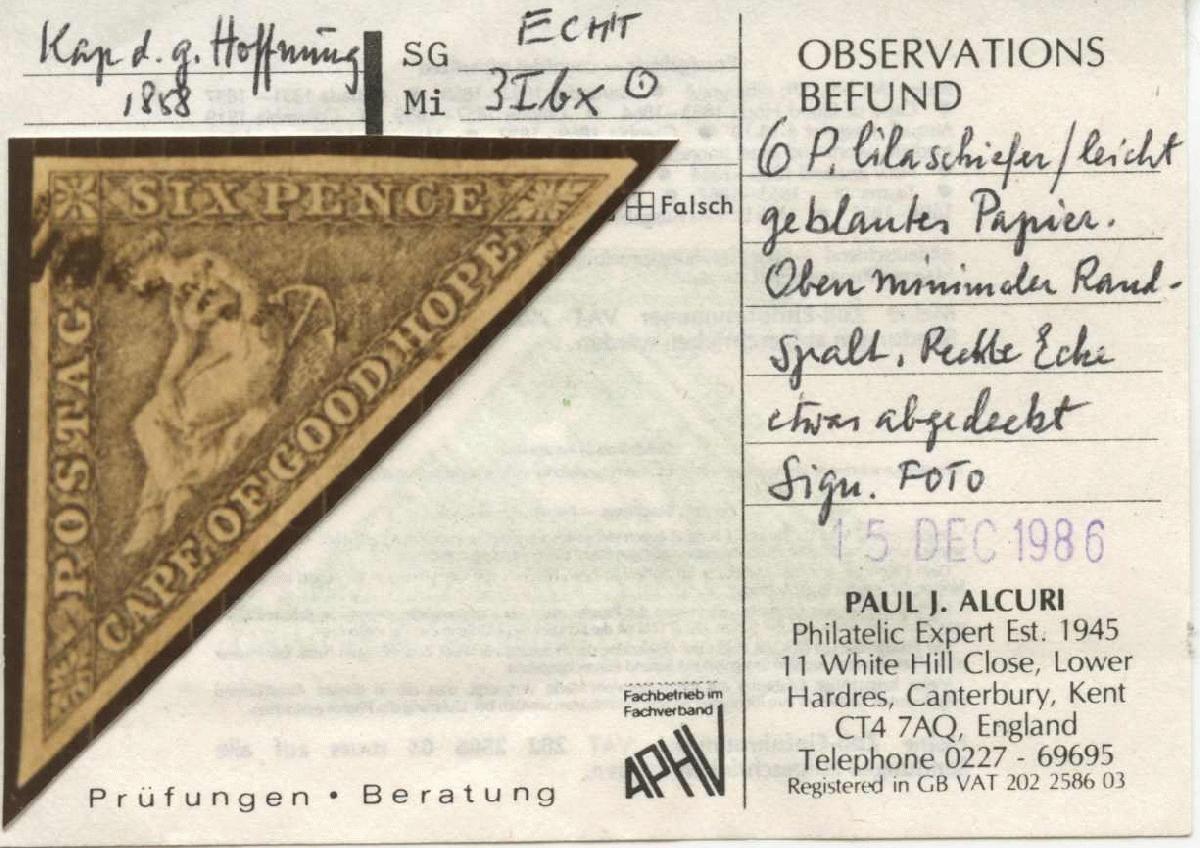 Kap d. g. Hoffnung
1858
SG ECHT
Mi 3Ibx ⊙
SIX PENCE
POSTAGE
CAPE OF GOOD HOPE
Falsch
OBSERVATIONS
BEFUND
6 P. lilaschiefer/leicht
geblautes Papier.
Oben minimaler Rand-
spalt. Rechte Ecke
etwas abgedeckt
Sign. FOTO
15 DEC 1986
PAUL J. ALCURI
Philatelic Expert Est. 1945
11 White Hill Close, Lower
Hardres, Canterbury, Kent
CT4 7AQ, England
Telephone 0227 - 69695
Registered in GB VAT 202 2586 03
Fachbetrieb im
Fachverband
APHV
Prüfungen • Beratung